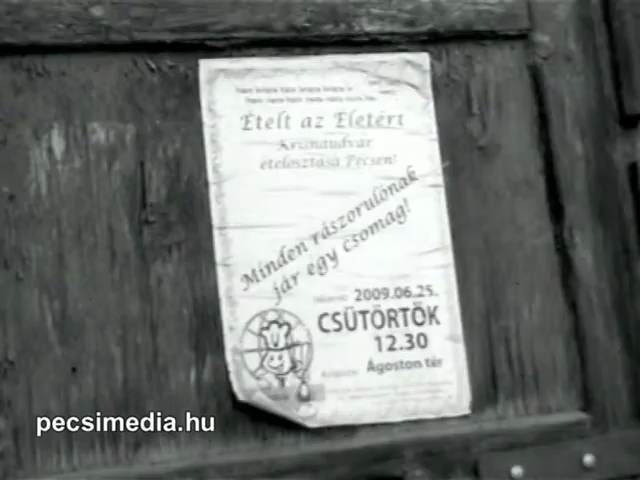 Ételt az Életért
Krisnaudvar
ételosztása Pécsen!
Minden rászorulónak
jár egy csomag!
2009.06.25.
CSÜTÖRTÖK
12.30
Ágoston tér
pecsimedia.hu